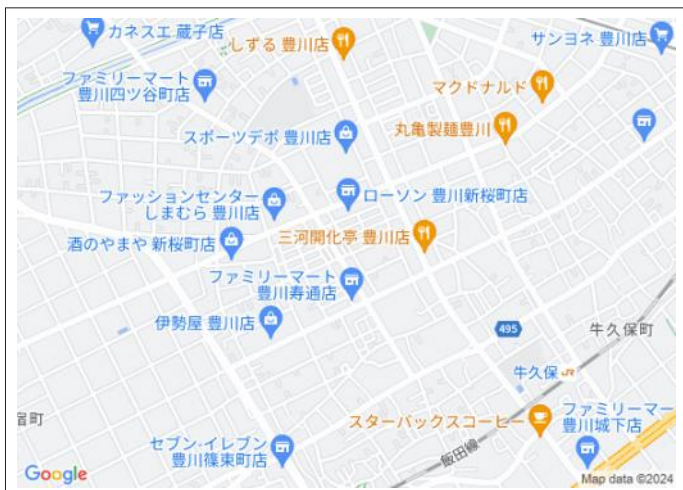 カネスエ 蔵子店
しずる 豊川店
サンヨネ 豊川店
ファミリーマート
豊川四ツ谷町店
マクドナルド
スポーツデポ 豊川店
丸亀製麺豊川
ファッションセンター
しまむら 豊川店
ローソン 豊川新桜町店
酒のやまや 新桜町店
三河開化亭 豊川店
ファミリーマート
豊川寿通店
伊勢屋 豊川店
495
牛久保町
牛久保 JR
宿町
スターバックスコーヒー
ファミリーマー
豊川城下店
セブン-イレブン
豊川篠束町店
飯田線
Google
Map data ©2024